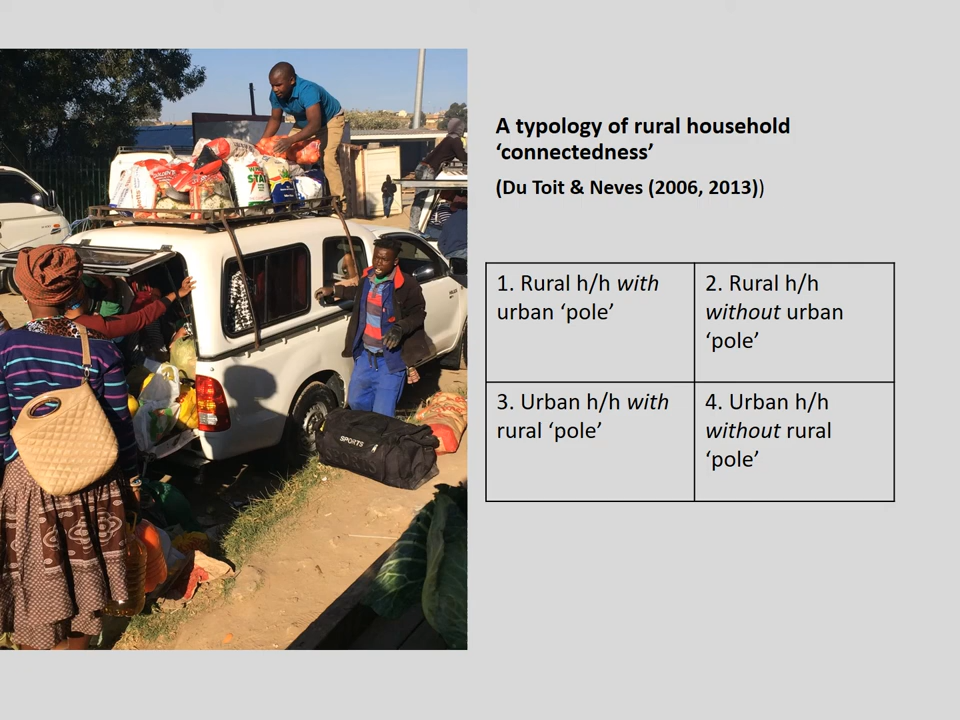 A typology of rural household
‘connectedness’
(Du Toit & Neves (2006, 2013))
1. Rural h/h with
urban ‘pole’
2. Rural h/h
without urban
‘pole’
3. Urban h/h with
rural ‘pole’
4. Urban h/h
without rural
‘pole’
SPORTS